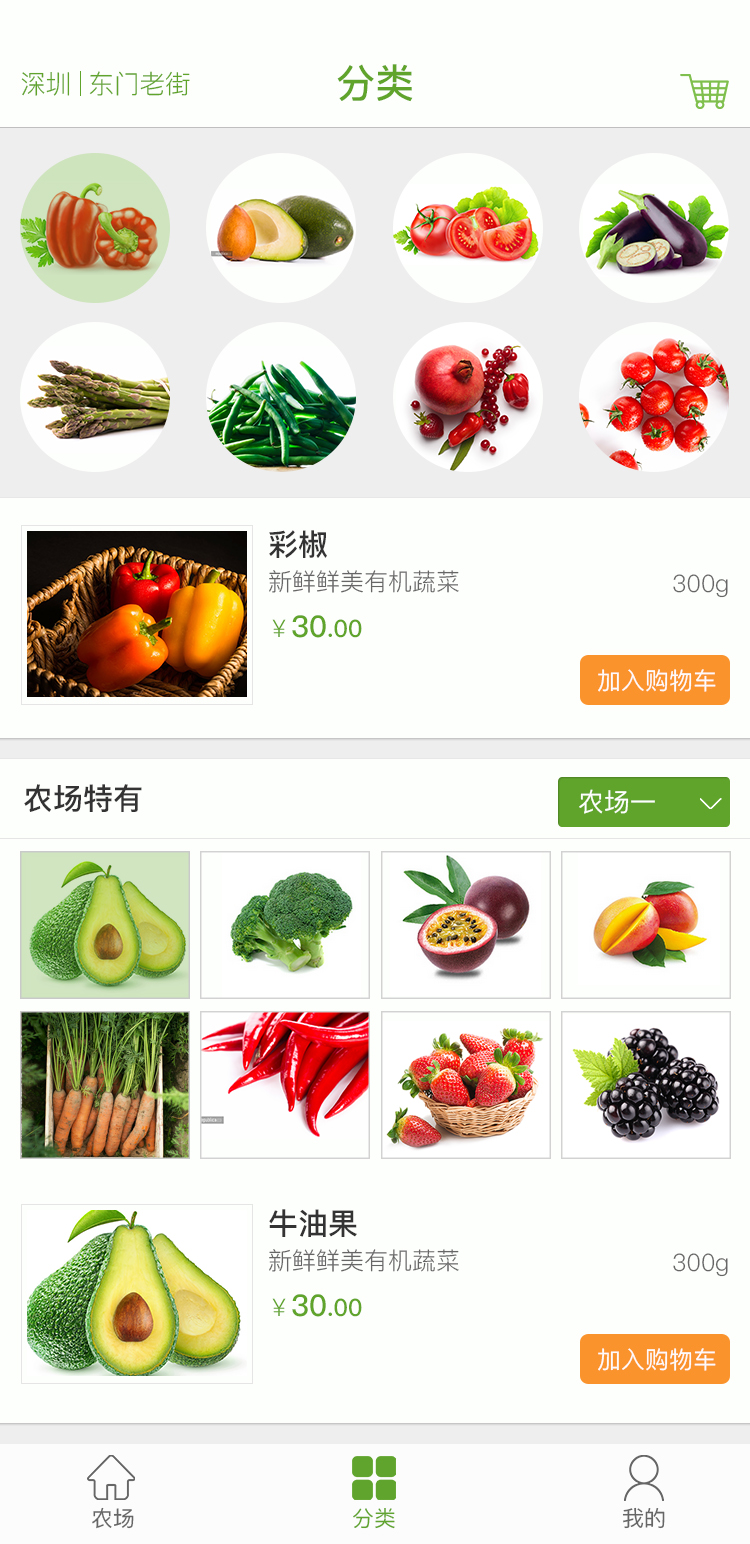 深圳|东门老街
分类
彩椒
新鲜鲜美有机蔬菜
300g
￥30.00
加入购物车
农场特有
农场一
牛油果
新鲜鲜美有机蔬菜
300g
￥30.00
加入购物车
农场
分类
我的